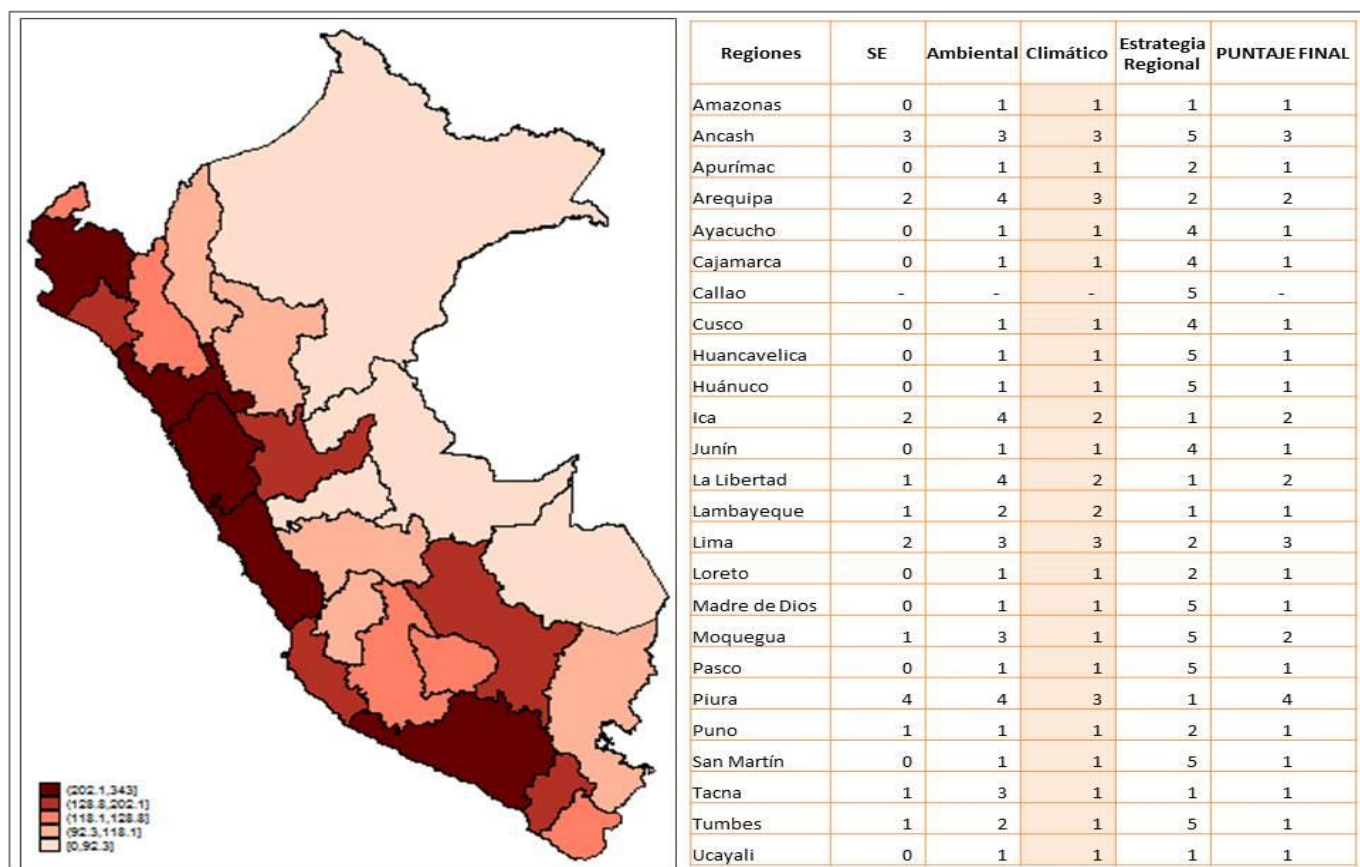 Regiones SE Ambiental Climático Estrategia Regional PUNTAJE FINAL
Amazonas 0 1 1 1 1
Ancash 3 3 3 5 3
Apurímac 0 1 1 2 1
Arequipa 2 4 3 2 2
Ayacucho 0 1 1 4 1
Cajamarca 0 1 1 4 1
Callao - - - 5 -
Cusco 0 1 1 4 1
Huancavelica 0 1 1 5 1
Huánuco 0 1 1 5 1
Ica 2 4 2 1 2
Junín 0 1 1 4 1
La Libertad 1 4 2 1 2
Lambayeque 1 2 2 1 1
Lima 2 3 3 2 3
Loreto 0 1 1 2 1
Madre de Dios 0 1 1 5 1
Moquegua 1 3 1 5 2
Pasco 0 1 1 5 1
Piura 4 4 3 1 4
Puno 1 1 1 2 1
San Martín 0 1 1 5 1
Tacna 1 3 1 1 1
Tumbes 1 2 1 5 1
Ucayali 0 1 1 1 1
(202.1,343]
(128.8,202.1]
(118.1,128.8]
(92.3,118.1]
[0,92.3]